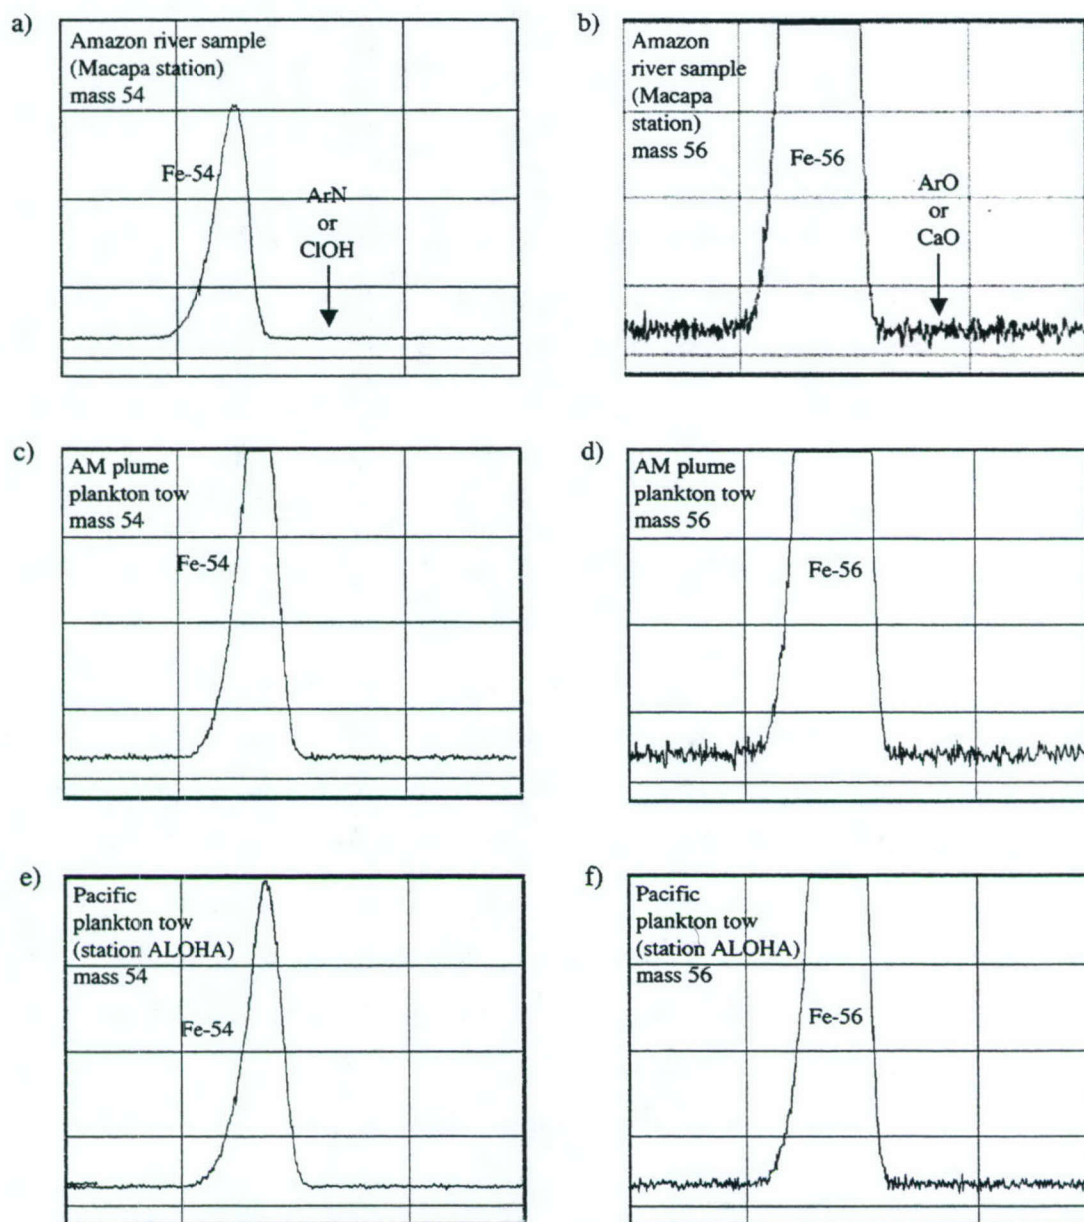 a)
Amazon river sample
(Macapa station)
mass 54
Fe-54
ArN
or
ClOH
b)
Amazon
river sample
(Macapa
station)
mass 56
Fe-56
ArO
or
CaO
c)
AM plume
plankton tow
mass 54
Fe-54
d)
AM plume
plankton tow
mass 56
Fe-56
e)
Pacific
plankton tow
(station ALOHA)
mass 54
Fe-54
f)
Pacific
plankton tow
(station ALOHA)
mass 56
Fe-56